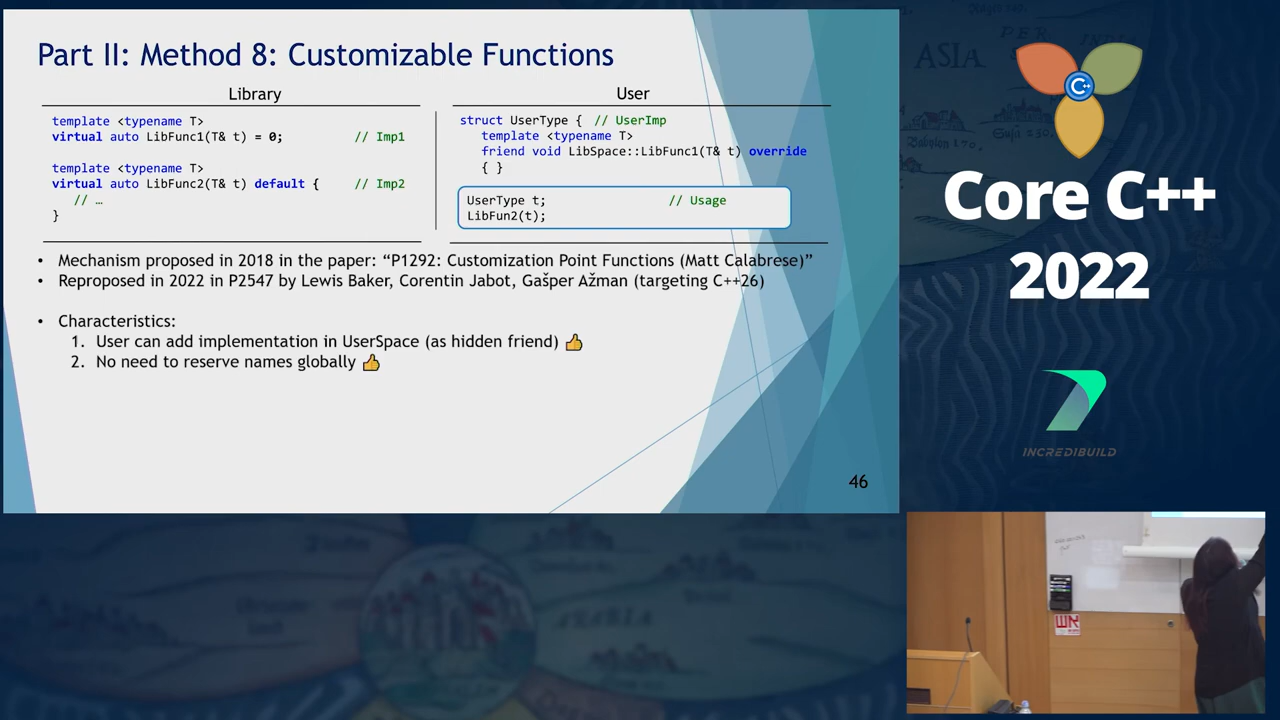 Part II: Method 8: Customizable Functions
Library
template <typename T>
virtual auto LibFunc1(T& t) = 0; // Imp1
template <typename T>
virtual auto LibFunc2(T& t) default { // Imp2
// …
}
User
struct UserType { // UserImp
template <typename T>
friend void LibSpace::LibFunc1(T& t) override
{ }
UserType t; // Usage
LibFun2(t);
• Mechanism proposed in 2018 in the paper: “P1292: Customization Point Functions (Matt Calabrese)”
• Reproposed in 2022 in P2547 by Lewis Baker, Corentin Jabot, Gašper Ažman (targeting C++26)
• Characteristics:
1. User can add implementation in UserSpace (as hidden friend) 👍
2. No need to reserve names globally 👍
46
ASIA
PER
INDIA
C++
Core C++
2022
INCREDIBUILD
ARABIA